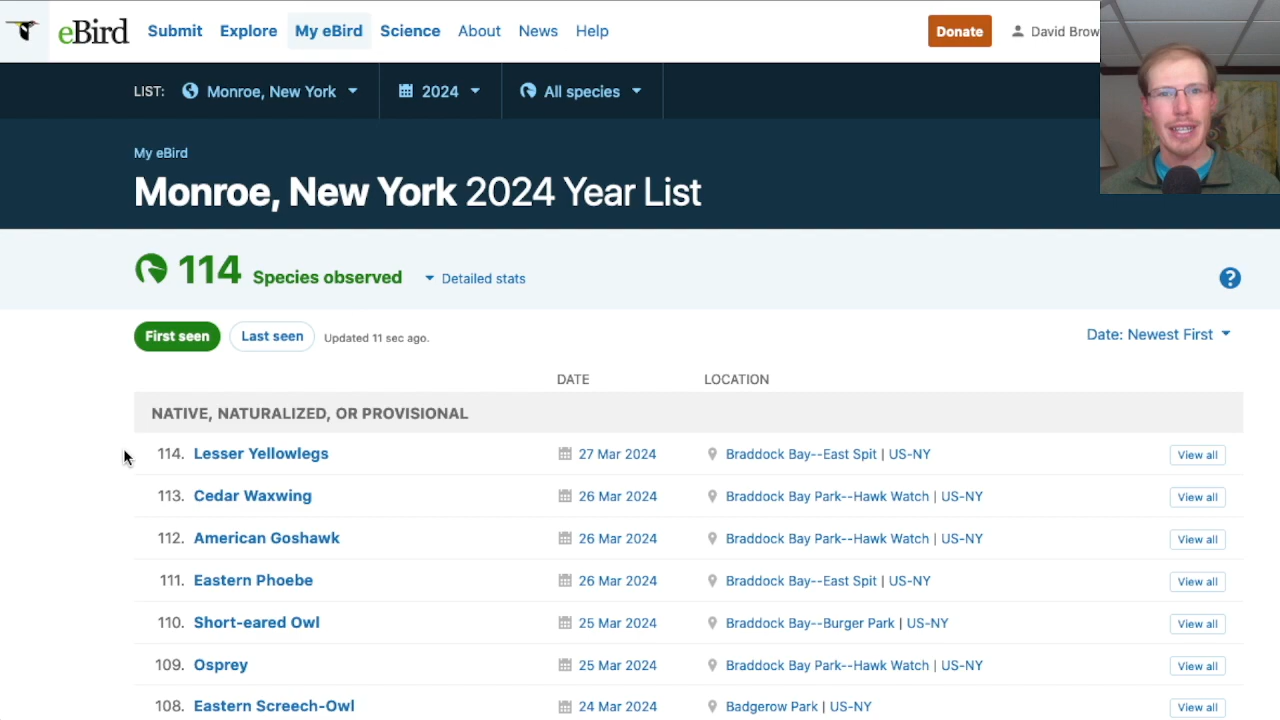 eBird Submit Explore My eBird Science About News Help Donate David Brow
LIST: Monroe, New York 2024 All species
My eBird
Monroe, New York 2024 Year List
114 Species observed Detailed stats ?
First seen Last seen Updated 11 sec ago. Date: Newest First
DATE LOCATION
NATIVE, NATURALIZED, OR PROVISIONAL
114. Lesser Yellowlegs 27 Mar 2024 Braddock Bay--East Spit | US-NY View all
113. Cedar Waxwing 26 Mar 2024 Braddock Bay Park--Hawk Watch | US-NY View all
112. American Goshawk 26 Mar 2024 Braddock Bay Park--Hawk Watch | US-NY View all
111. Eastern Phoebe 26 Mar 2024 Braddock Bay--East Spit | US-NY View all
110. Short-eared Owl 25 Mar 2024 Braddock Bay--Burger Park | US-NY View all
109. Osprey 25 Mar 2024 Braddock Bay Park--Hawk Watch | US-NY View all
108. Eastern Screech-Owl 24 Mar 2024 Badgerow Park | US-NY View all